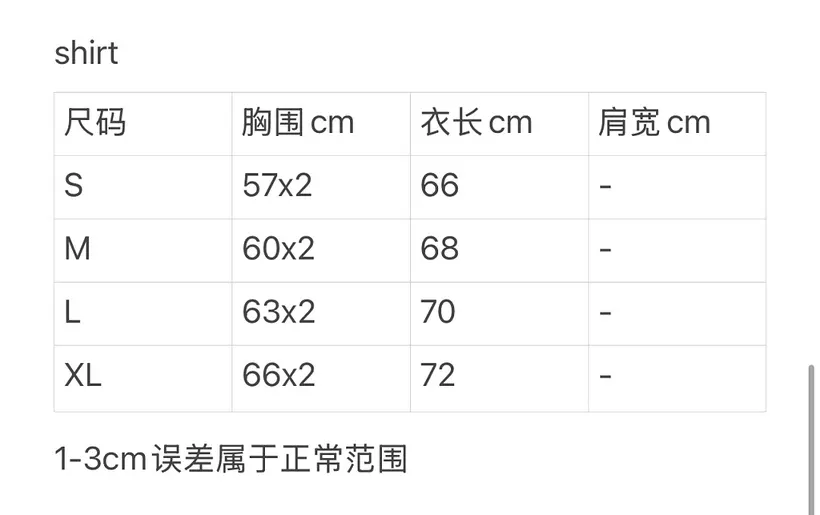 shirt
尺码 胸围cm 衣长cm 肩宽cm
S 57x2 66 -
M 60x2 68 -
L 63x2 70 -
XL 66x2 72 -
1-3cm误差属于正常范围